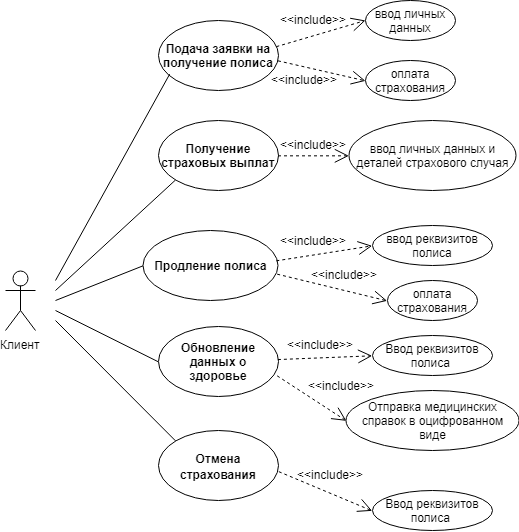 <<include>>
ввод личных
данных
Подача заявки на
получение полиса
<<include>>
оплата
страхования
Получение
страховых выплат
<<include>>
ввод личных данных и
деталей страхового случая
Продление полиса
<<include>>
ввод реквизитов
полиса
<<include>>
оплата
страхования
Клиент
Обновление
данных о
здоровье
<<include>>
Ввод реквизитов
полиса
<<include>>
Отправка медицинских
справок в оцифрованном
виде
Отмена
страхования
<<include>>
Ввод реквизитов
полиса